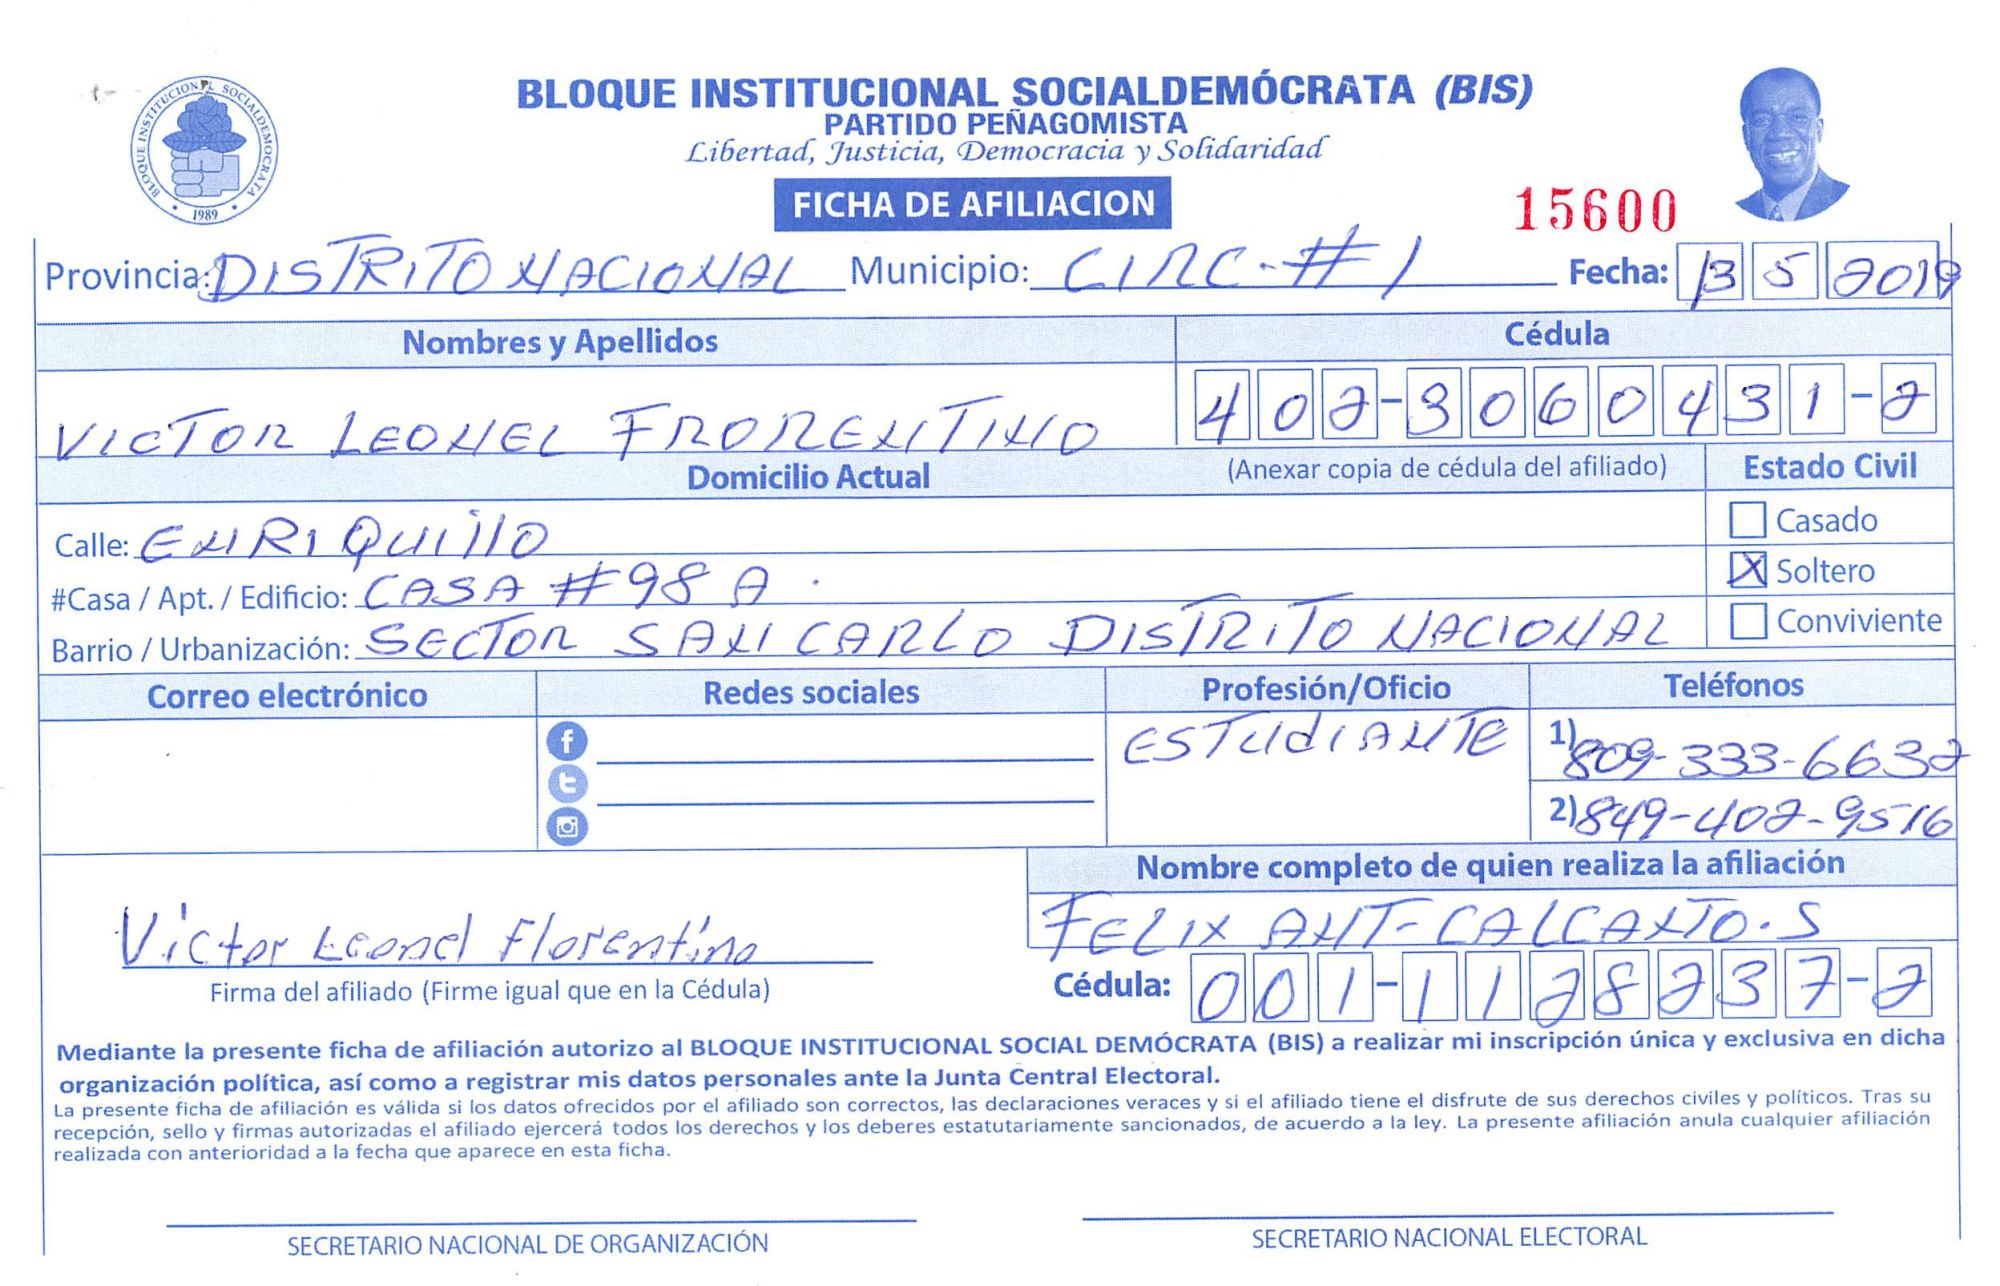 BLOQUE INSTITUCIONAL SOCIALDEMOCRATA
1989
BLOQUE INSTITUCIONAL SOCIALDEMÓCRATA (BIS)
PARTIDO PEÑAGOMISTA
Libertad, Justicia, Democracia y Solidaridad
FICHA DE AFILIACION
15600
Provincia: DISTRITO NACIONAL Municipio: CIRC-#1 Fecha: 13 5 2019
Nombres y Apellidos Cédula
VICTOR LEONEL FRORENTINO 402-3060431-2
Domicilio Actual (Anexar copia de cédula del afiliado) Estado Civil
Calle: ENRIQUIllO Casado
#Casa / Apt. / Edificio: CASA #98 A. X Soltero
Barrio / Urbanización: SECTOR SAN CARLO DISTRITO NACIONAL Conviviente
Correo electrónico Redes sociales Profesión/Oficio Teléfonos
ESTUdIANTE 1) 809-333-6632
2) 849-402-9516
Nombre completo de quien realiza la afiliación
FELIX ANT-CALCANTO.S
Victor Leonel Florentino
Firma del afiliado (Firme igual que en la Cédula) Cédula: 001-1128237-2
Mediante la presente ficha de afiliación autorizo al BLOQUE INSTITUCIONAL SOCIAL DEMÓCRATA (BIS) a realizar mi inscripción única y exclusiva en dicha
organización política, así como a registrar mis datos personales ante la Junta Central Electoral.
La presente ficha de afiliación es válida si los datos ofrecidos por el afiliado son correctos, las declaraciones veraces y si el afiliado tiene el disfrute de sus derechos civiles y políticos. Tras su
recepción, sello y firmas autorizadas el afiliado ejercerá todos los derechos y los deberes estatutariamente sancionados, de acuerdo a la ley. La presente afiliación anula cualquier afiliación
realizada con anterioridad a la fecha que aparece en esta ficha.
SECRETARIO NACIONAL DE ORGANIZACIÓN SECRETARIO NACIONAL ELECTORAL